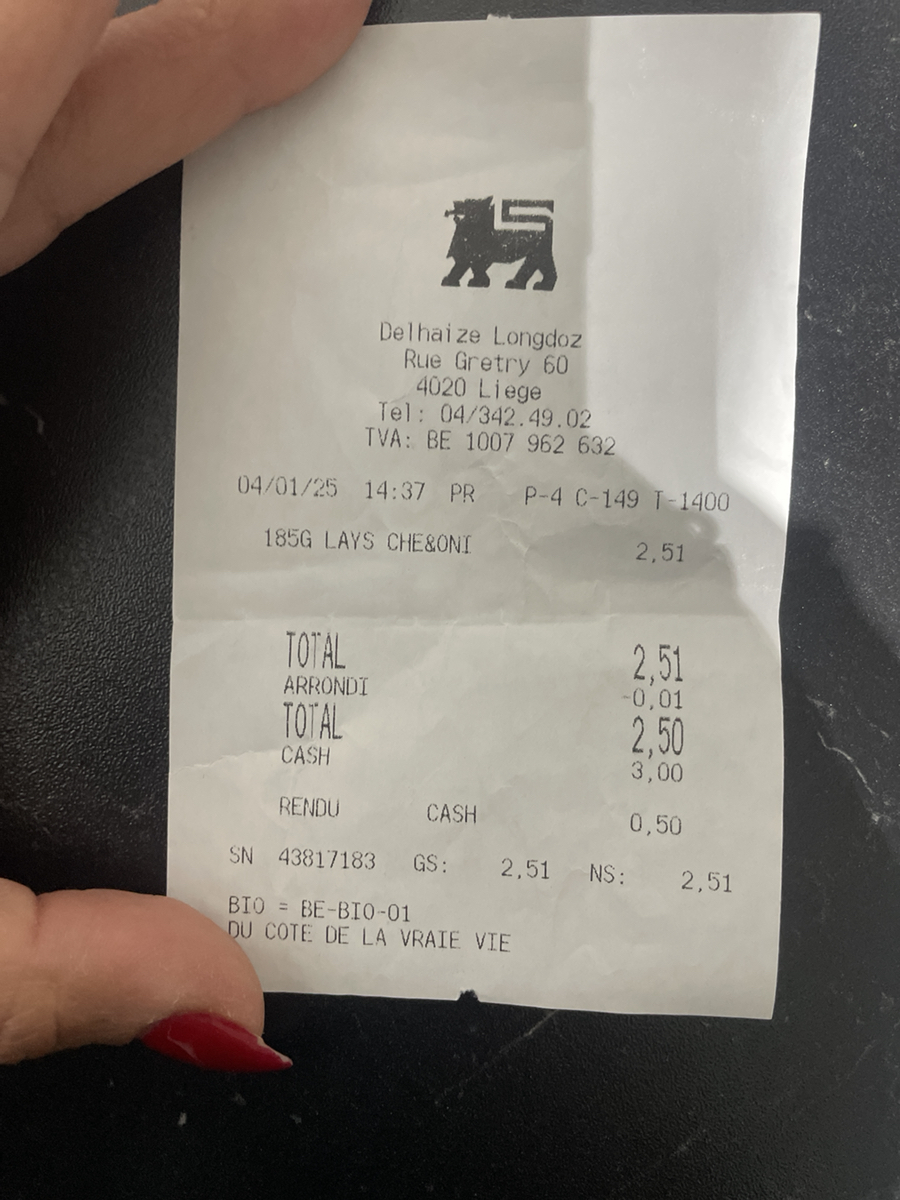 Delhaize Longdoz
Rue Gretry 60
4020 Liege
Tel: 04/342.49.02
TVA: BE 1007 962 632
04/01/25 14:37 PR P-4 C-149 T-1400
185G LAYS CHE&ONI 2,51
TOTAL 2,51
ARRONDI -0,01
TOTAL 2,50
CASH 3,00
RENDU CASH 0,50
SN 43817183 GS: 2,51 NS: 2,51
BIO = BE-BIO-01
DU COTE DE LA VRAIE VIE